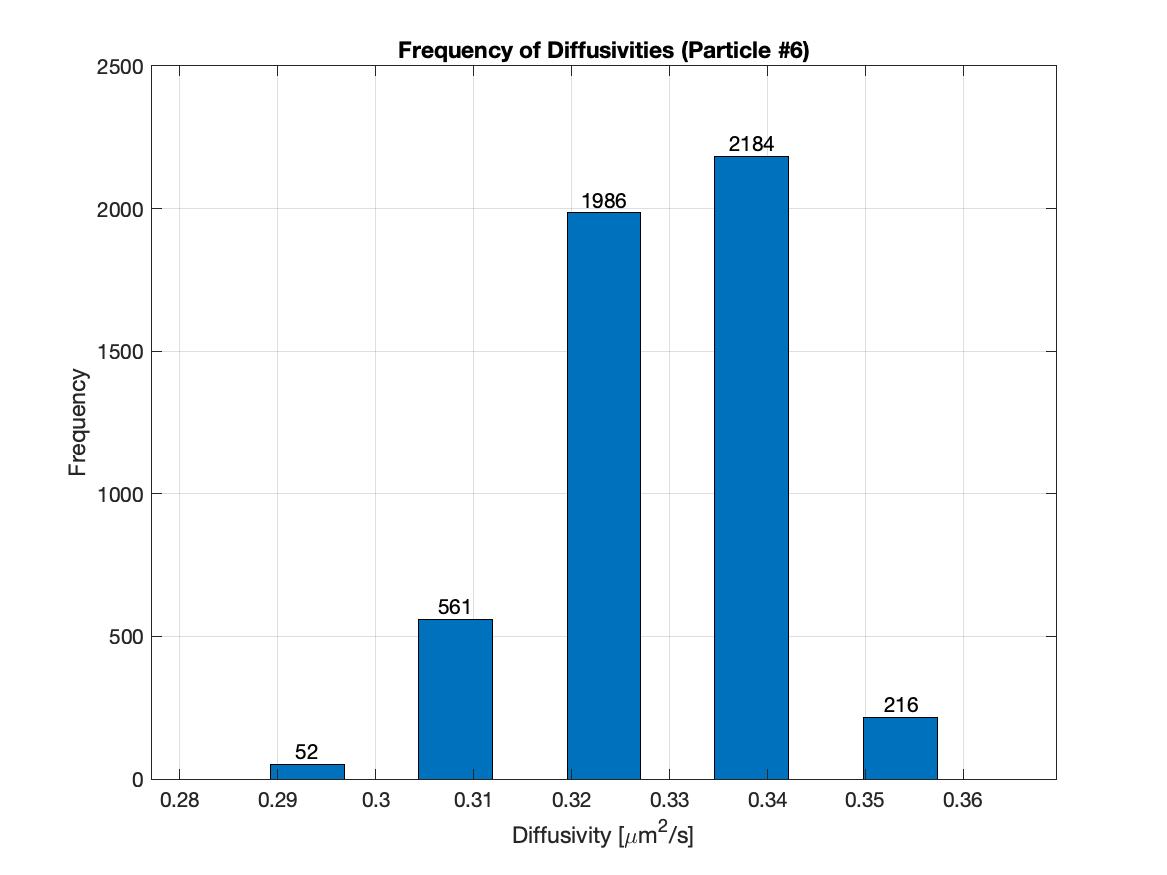 Frequency of Diffusivities (Particle #6)
2500
2000
1500
1000
500
0
Frequency
52
561
1986
2184
216
0.28 0.29 0.3 0.31 0.32 0.33 0.34 0.35 0.36
Diffusivity [μm²/s]